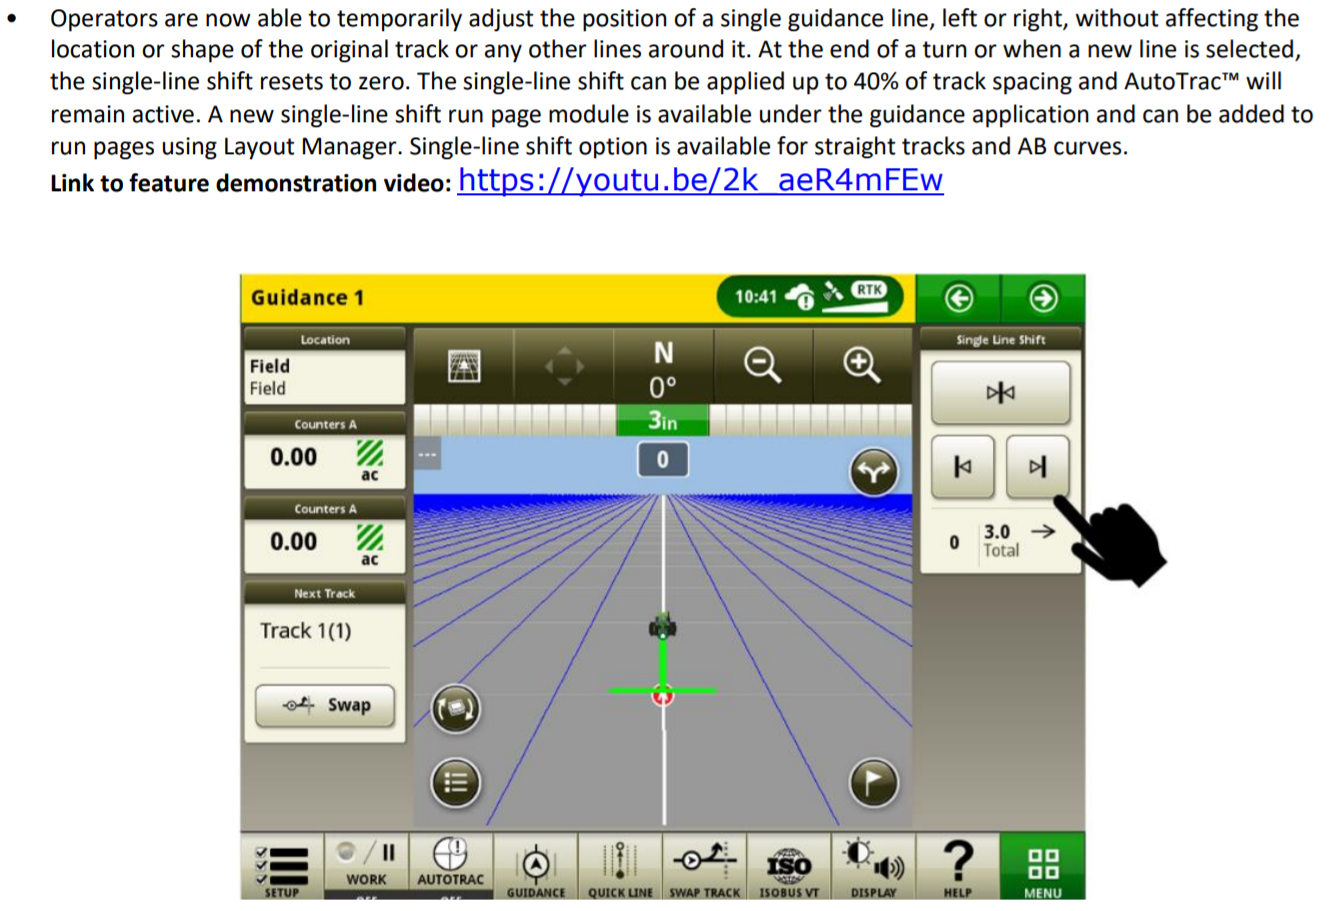 • Operators are now able to temporarily adjust the position of a single guidance line, left or right, without affecting the
location or shape of the original track or any other lines around it. At the end of a turn or when a new line is selected,
the single-line shift resets to zero. The single-line shift can be applied up to 40% of track spacing and AutoTrac™ will
remain active. A new single-line shift run page module is available under the guidance application and can be added to
run pages using Layout Manager. Single-line shift option is available for straight tracks and AB curves.
Link to feature demonstration video: https://youtu.be/2k_aeR4mFEw
Guidance 1
10:41
RTK
Location
Field
Field
Counters A
0.00
ac
Counters A
0.00
ac
Next Track
Track 1(1)
Swap
N
0°
3in
0
Single Line Shift
0
3.0
Total
SETUP
WORK
AUTOTRAC
GUIDANCE
QUICK LINE
SWAP TRACK
ISO
ISOBUS VT
DISPLAY
?
HELP
MENU